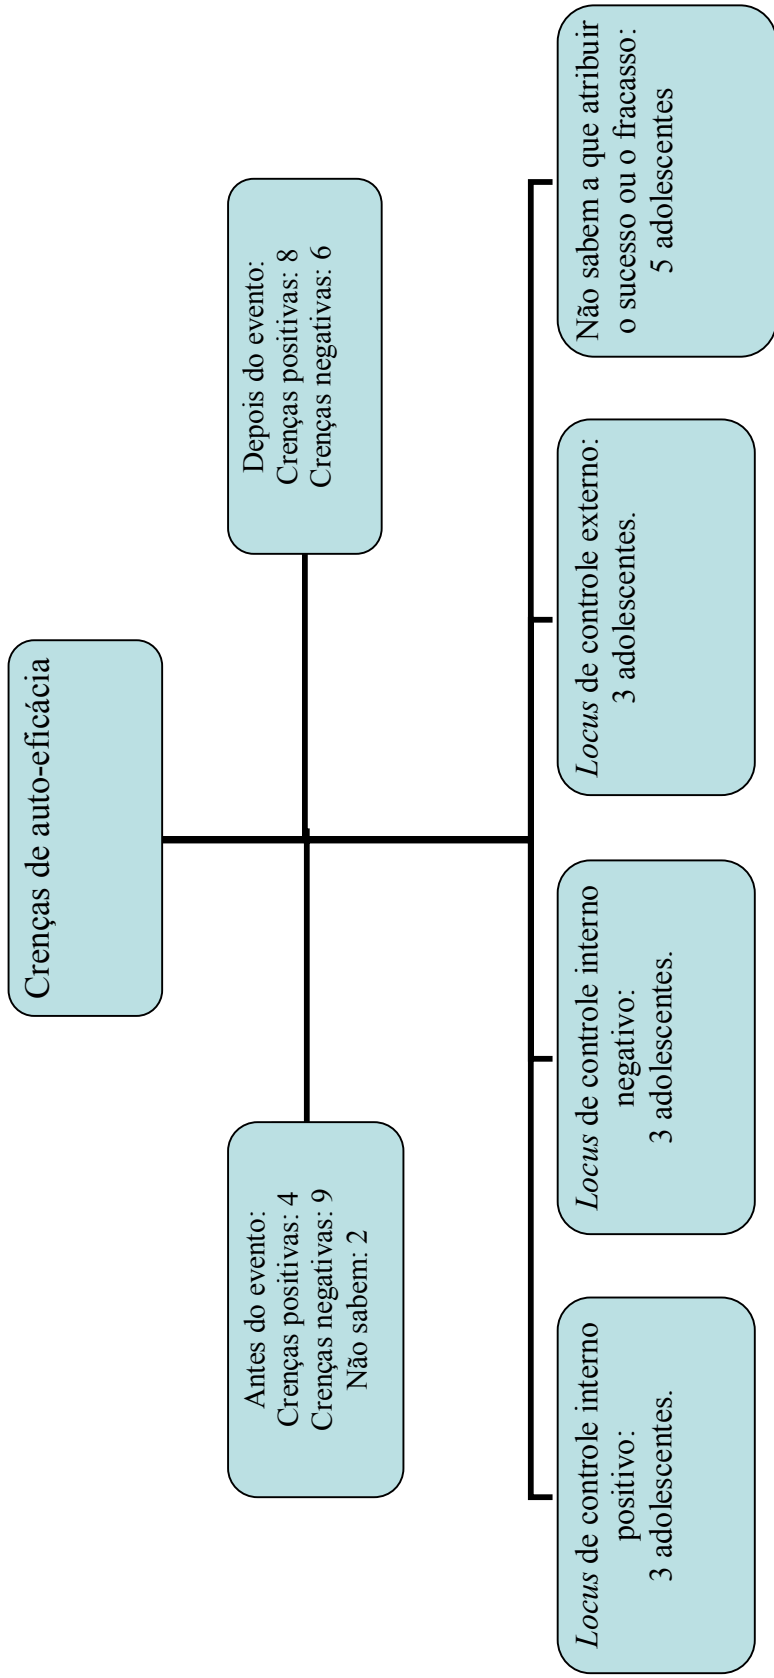 Crenças de auto-eficácia
Antes do evento:
Crenças positivas: 4
Crenças negativas: 9
Não sabem: 2
Depois do evento:
Crenças positivas: 8
Crenças negativas: 6
Locus de controle interno
positivo:
3 adolescentes.
Locus de controle interno
negativo:
3 adolescentes.
Locus de controle externo:
3 adolescentes.
Não sabem a que atribuir
o sucesso ou o fracasso:
5 adolescentes